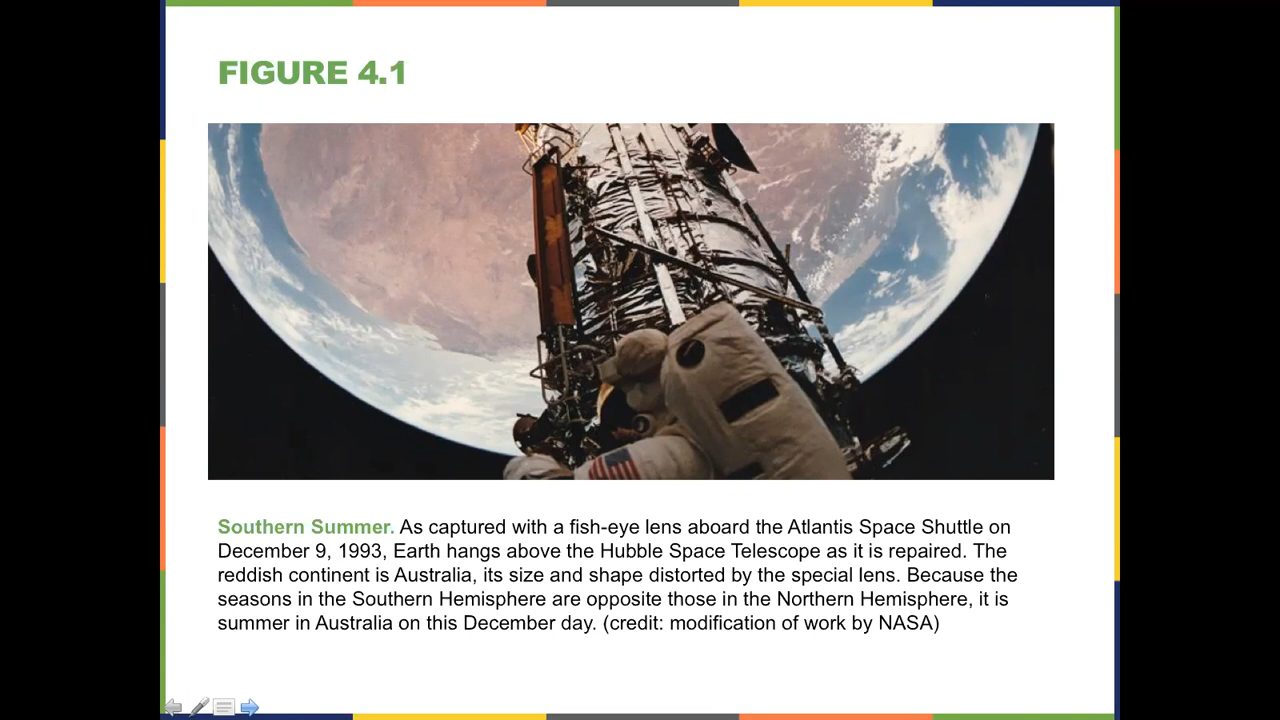 FIGURE 4.1
Southern Summer. As captured with a fish-eye lens aboard the Atlantis Space Shuttle on
December 9, 1993, Earth hangs above the Hubble Space Telescope as it is repaired. The
reddish continent is Australia, its size and shape distorted by the special lens. Because the
seasons in the Southern Hemisphere are opposite those in the Northern Hemisphere, it is
summer in Australia on this December day. (credit: modification of work by NASA)